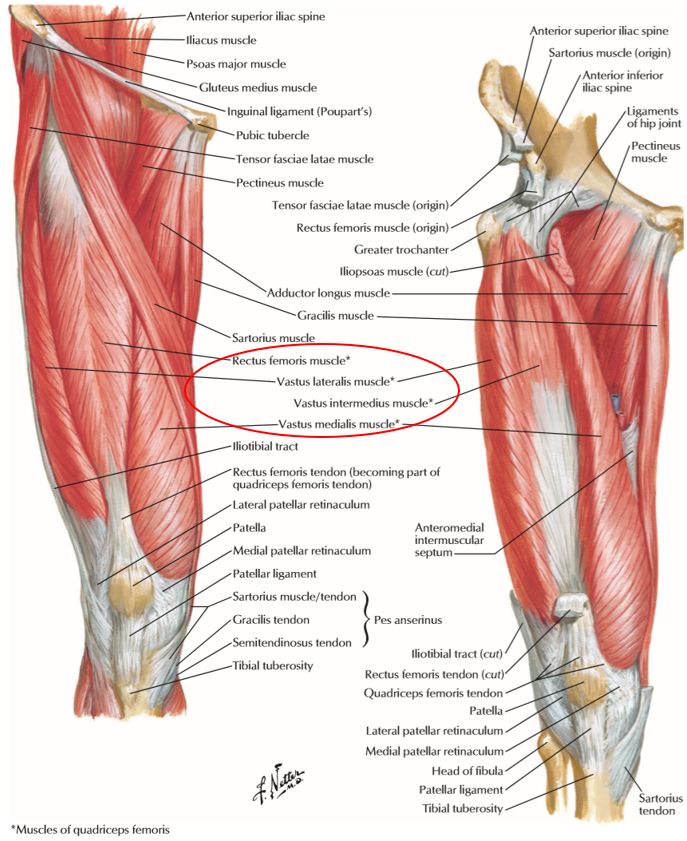 Anterior superior iliac spine
Iliacus muscle
Psoas major muscle
Gluteus medius muscle
Inguinal ligament (Poupart's)
Pubic tubercle
Tensor fasciae latae muscle
Pectineus muscle
Anterior superior iliac spine
Sartorius muscle (origin)
Anterior inferior
iliac spine
Ligaments
of hip joint
Pectineus
muscle
Tensor fasciae latae muscle (origin)
Rectus femoris muscle (origin)
Greater trochanter
Iliopsoas muscle (cut)
Adductor longus muscle
Gracilis muscle
Sartorius muscle
Rectus femoris muscle*
Vastus lateralis muscle*
Vastus intermedius muscle*
Vastus medialis muscle*
Iliotibial tract
Rectus femoris tendon (becoming part of
quadriceps femoris tendon)
Lateral patellar retinaculum
Patella
Medial patellar retinaculum
Patellar ligament
Sartorius muscle/tendon
Gracilis tendon
Semitendinosus tendon
Pes anserinus
Tibial tuberosity
Anteromedial
intermuscular
septum
Iliotibial tract (cut)
Rectus femoris tendon (cut)
Quadriceps femoris tendon
Patella
Lateral patellar retinaculum
Medial patellar retinaculum
Head of fibula
Patellar ligament
Tibial tuberosity
Sartorius
tendon
F. Netter
M.D.
*Muscles of quadriceps femoris